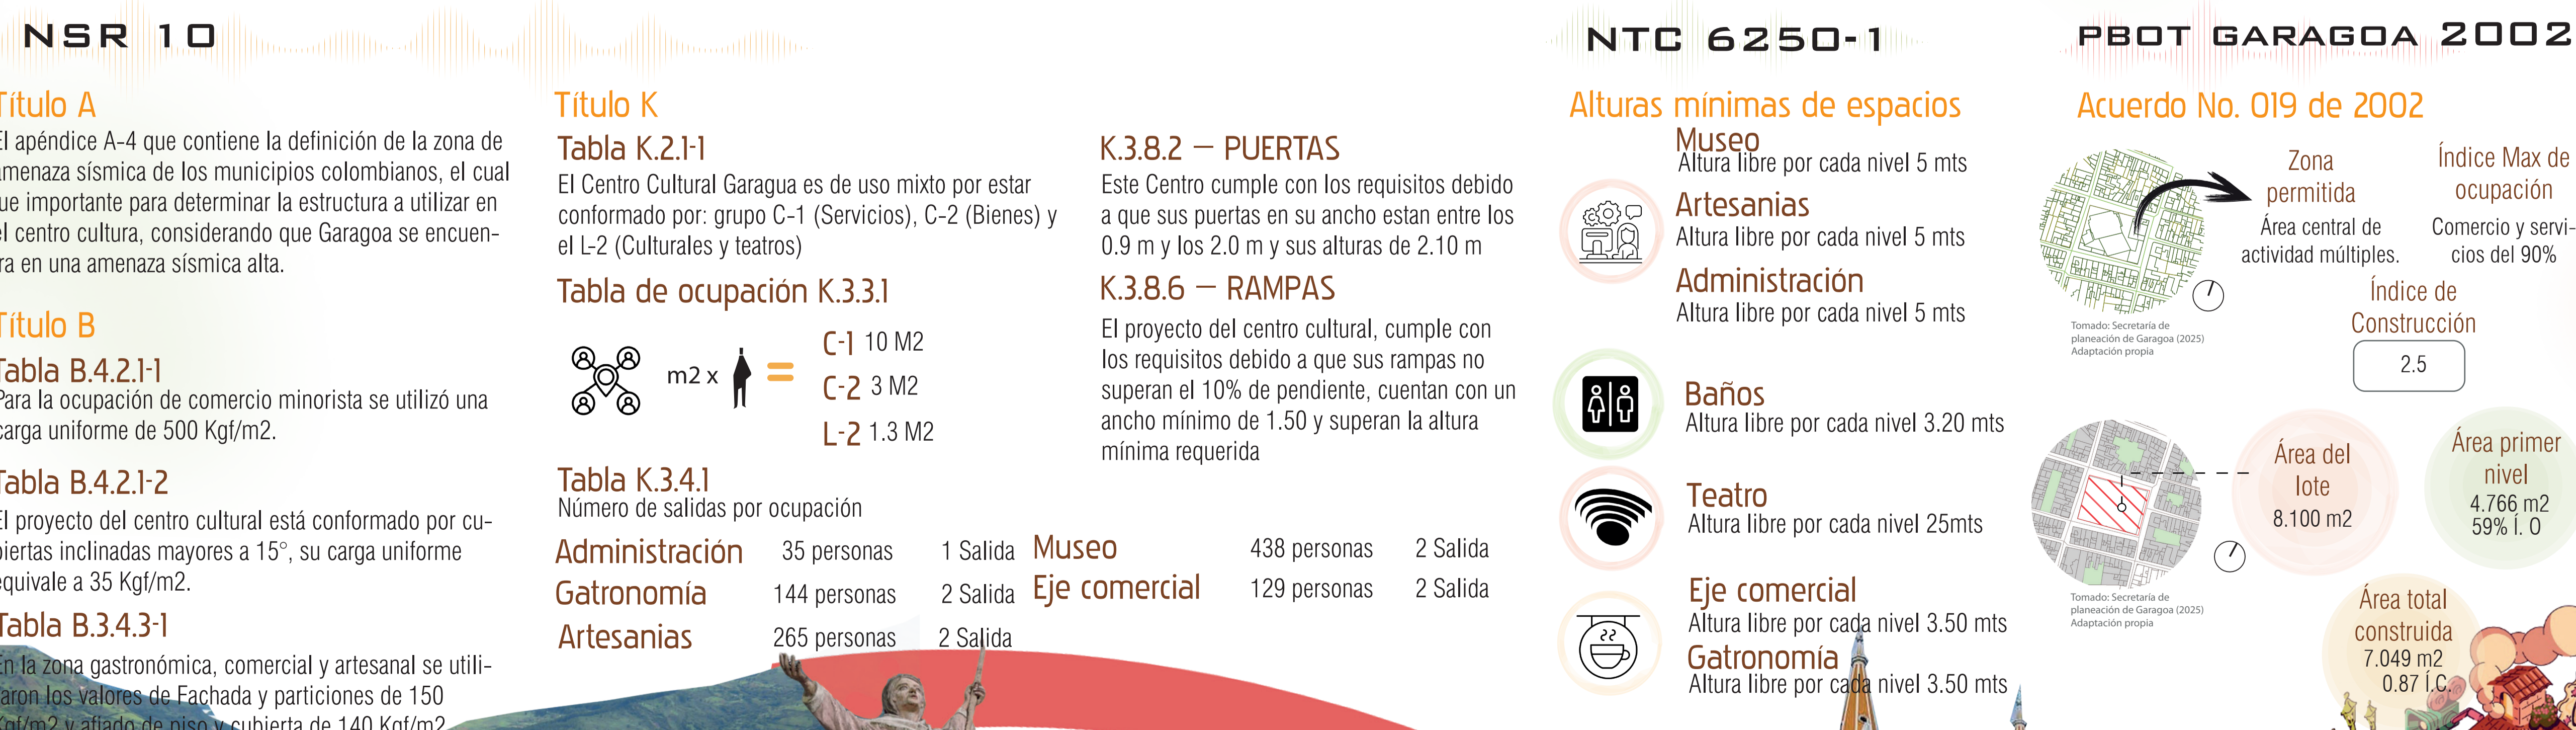 NSR 10
Título A
El apéndice A-4 que contiene la definición de la zona de
amenaza sísmica de los municipios colombianos, el cual
ue importante para determinar la estructura a utilizar en
el centro cultura, considerando que Garagoa se encuen-
ra en una amenaza sísmica alta.
Título B
Tabla B.4.2.1-1
Para la ocupación de comercio minorista se utilizó una
carga uniforme de 500 Kgf/m2.
Tabla B.4.2.1-2
El proyecto del centro cultural está conformado por cu-
biertas inclinadas mayores a 15°, su carga uniforme
equivale a 35 Kgf/m2.
Tabla B.3.4.3-1
En la zona gastronómica, comercial y artesanal se utili-
zaron los valores de Fachada y particiones de 150
Kgf/m2 y afiado de piso y cubierta de 140 Kgf/m2
Título K
Tabla K.2.1-1
El Centro Cultural Garagua es de uso mixto por estar
conformado por: grupo C-1 (Servicios), C-2 (Bienes) y
el L-2 (Culturales y teatros)
Tabla de ocupación K.3.3.1
m2 x =
C-1 10 M2
C-2 3 M2
L-2 1.3 M2
Tabla K.3.4.1
Número de salidas por ocupación
Administración 35 personas 1 Salida
Gatronomía 144 personas 2 Salida
Artesanias 265 personas 2 Salida
Museo 438 personas 2 Salida
Eje comercial 129 personas 2 Salida
K.3.8.2 – PUERTAS
Este Centro cumple con los requisitos debido
a que sus puertas en su ancho estan entre los
0.9 m y los 2.0 m y sus alturas de 2.10 m
K.3.8.6 – RAMPAS
El proyecto del centro cultural, cumple con
los requisitos debido a que sus rampas no
superan el 10% de pendiente, cuentan con un
ancho mínimo de 1.50 y superan la altura
mínima requerida
NTC 6250-1
Alturas mínimas de espacios
Museo
Altura libre por cada nivel 5 mts
Artesanias
Altura libre por cada nivel 5 mts
Administración
Altura libre por cada nivel 5 mts
Baños
Altura libre por cada nivel 3.20 mts
Teatro
Altura libre por cada nivel 25mts
Eje comercial
Altura libre por cada nivel 3.50 mts
Gatronomía
Altura libre por cada nivel 3.50 mts
PBOT GARAGOA 2002
Acuerdo No. 019 de 2002
Zona
permitida
Área central de
actividad múltiples.
Índice Max de
ocupación
Comercio y servi-
cios del 90%
Índice de
Construcción
2.5
Tomado: Secretaría de
planeación de Garagoa (2025)
Adaptación propia
Área del
lote
8.100 m2
Área primer
nivel
4.766 m2
59% Í. O
Tomado: Secretaría de
planeación de Garagoa (2025)
Adaptación propia
Área total
construida
7.049 m2
0.87 Í.C.